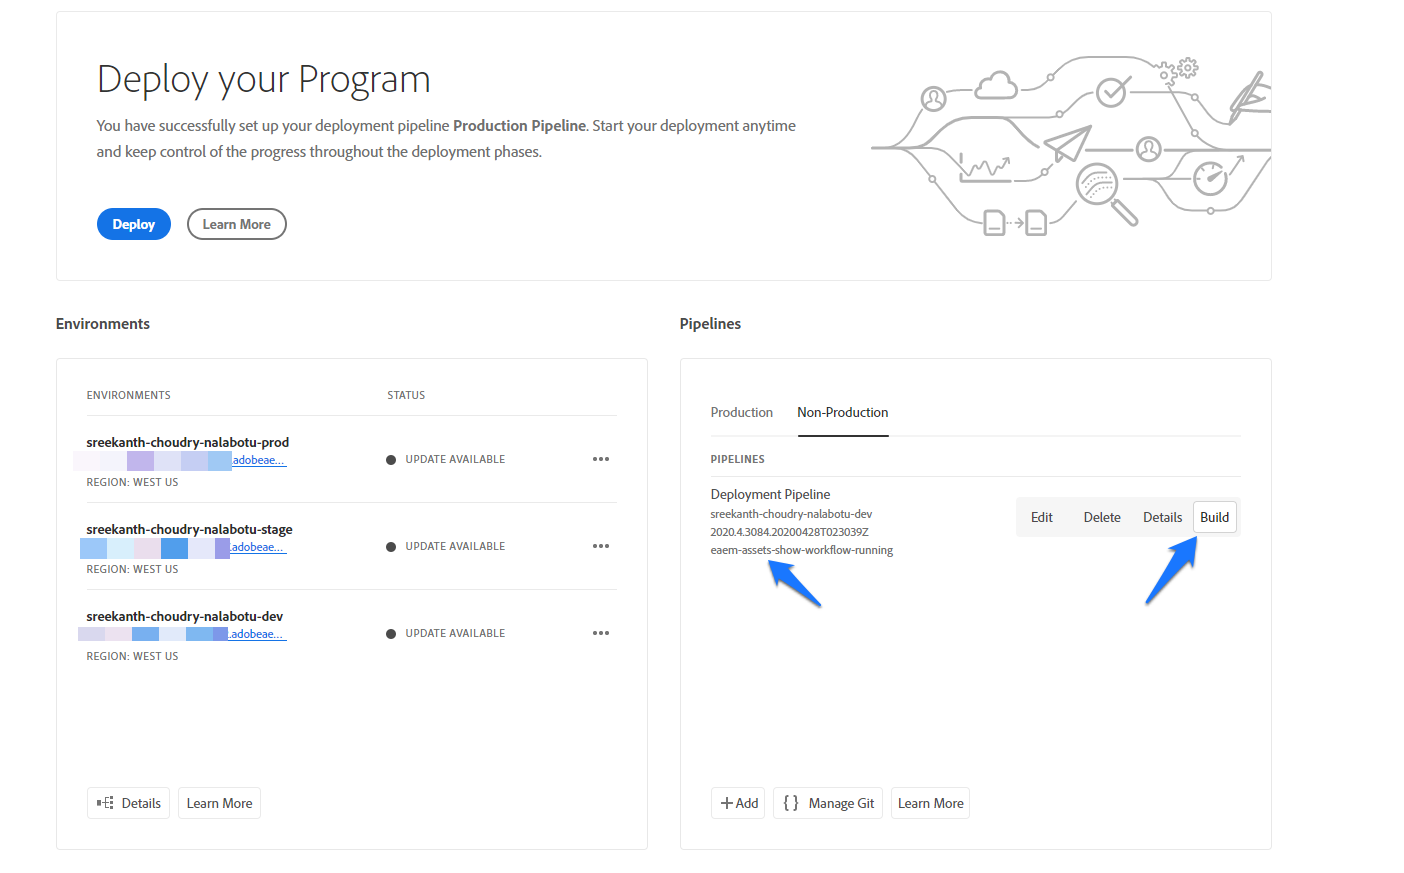 Deploy your Program
You have successfully set up your deployment pipeline Production Pipeline. Start your deployment anytime
and keep control of the progress throughout the deployment phases.
Deploy
Learn More
Environments
ENVIRONMENTS STATUS
sreekanth-choudry-nalabotu-prod
.adobeae...
UPDATE AVAILABLE
REGION: WEST US
sreekanth-choudry-nalabotu-stage
.adobeae...
UPDATE AVAILABLE
REGION: WEST US
sreekanth-choudry-nalabotu-dev
.adobeae...
UPDATE AVAILABLE
REGION: WEST US
Details
Learn More
Pipelines
Production Non-Production
PIPELINES
Deployment Pipeline
sreekanth-choudry-nalabotu-dev
2020.4.3084.20200428T023039Z
eaem-assets-show-workflow-running
Edit Delete Details Build
+Add
{ } Manage Git
Learn More